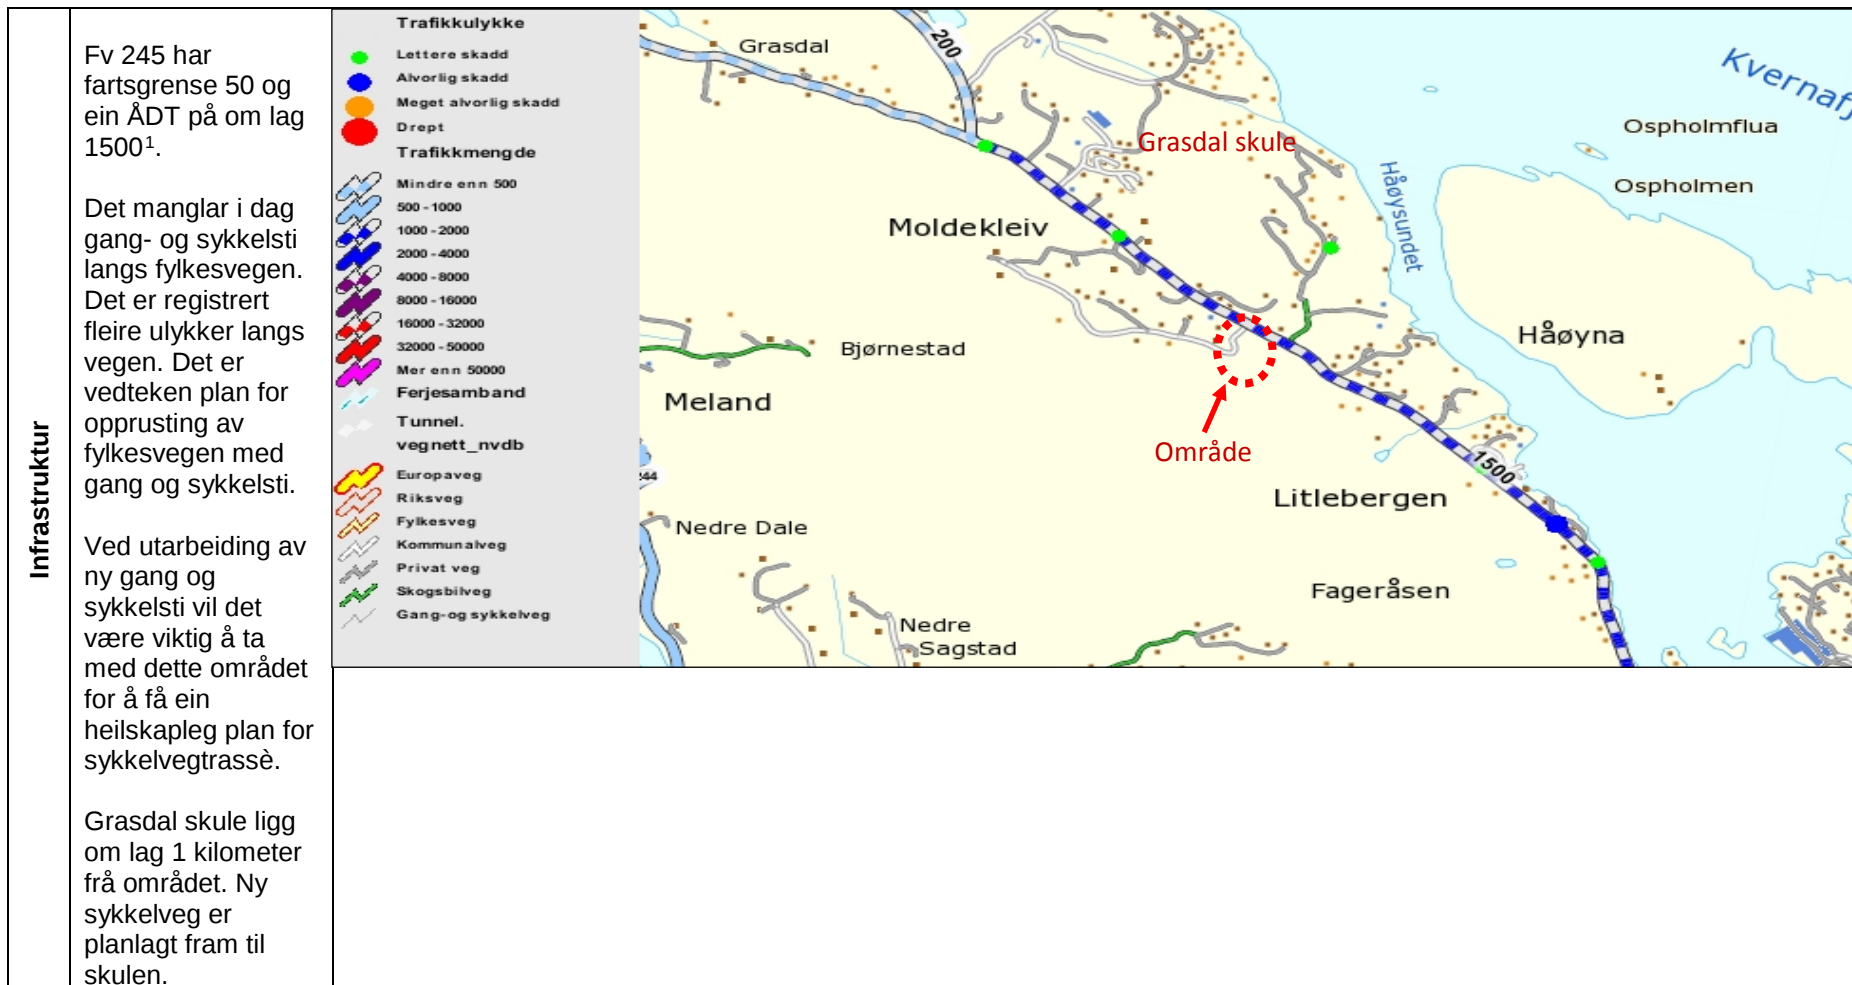 Infrastruktur
Fv 245 har
fartsgrense 50 og
ein ÅDT på om lag
1500¹.
Det manglar i dag
gang- og sykkelsti
langs fylkesvegen.
Det er registrert
fleire ulykker langs
vegen. Det er
vedteken plan for
opprusting av
fylkesvegen med
gang og sykkelsti.
Ved utarbeiding av
ny gang og
sykkelsti vil det
være viktig å ta
med dette området
for å få ein
heilskapleg plan for
sykkelvegtrassè.
Grasdal skule ligg
om lag 1 kilometer
frå området. Ny
sykkelveg er
planlagt fram til
skulen.
Trafikkulykke
Lettere skadd
Alvorlig skadd
Meget alvorlig skadd
Drept
Trafikkmengde
Mindre enn 500
500 - 1000
1000 - 2000
2000 - 4000
4000 - 8000
8000 - 16000
16000 - 32000
32000 - 50000
Mer enn 50000
Ferjesamband
Tunnel.
vegnett_nvdb
Europaveg
Riksveg
Fylkesveg
Kommunalveg
Privat veg
Skogsbilveg
Gang-og sykkelveg
Grasdal
200
Kvernafj
Ospholmflua
Grasdal skule
Ospholmen
Håøysundet
Moldekleiv
Håøyna
Bjørnestad
Meland
Område
244
1500
Litlebergen
Nedre Dale
Fageråsen
Nedre
Sagstad